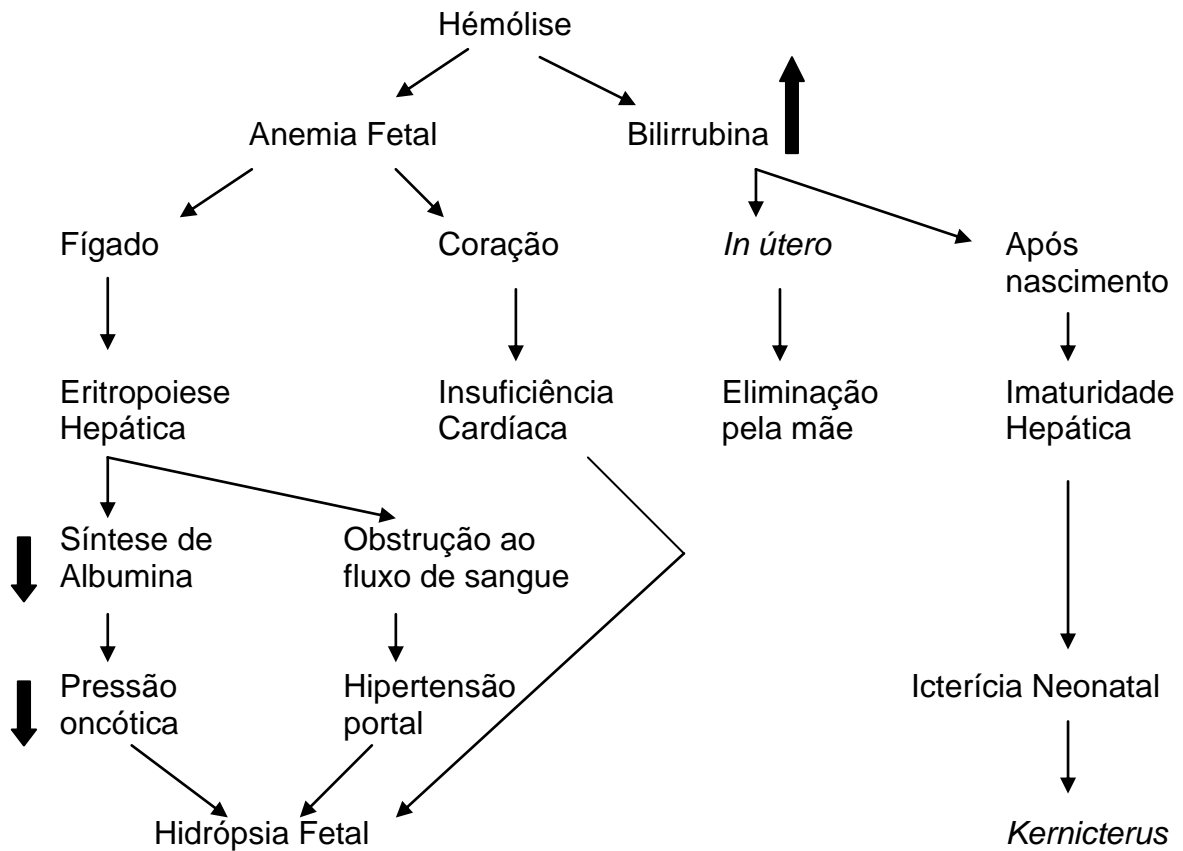 Hémólise
Anemia Fetal
Bilirrubina
Fígado
Coração
In útero
Após
nascimento
Eritropoiese
Hepática
Insuficiência
Cardíaca
Eliminação
pela mãe
Imaturidade
Hepática
Síntese de
Albumina
Obstrução ao
fluxo de sangue
Pressão
oncótica
Hipertensão
portal
Icterícia Neonatal
Hidrópsia Fetal
Kernicterus